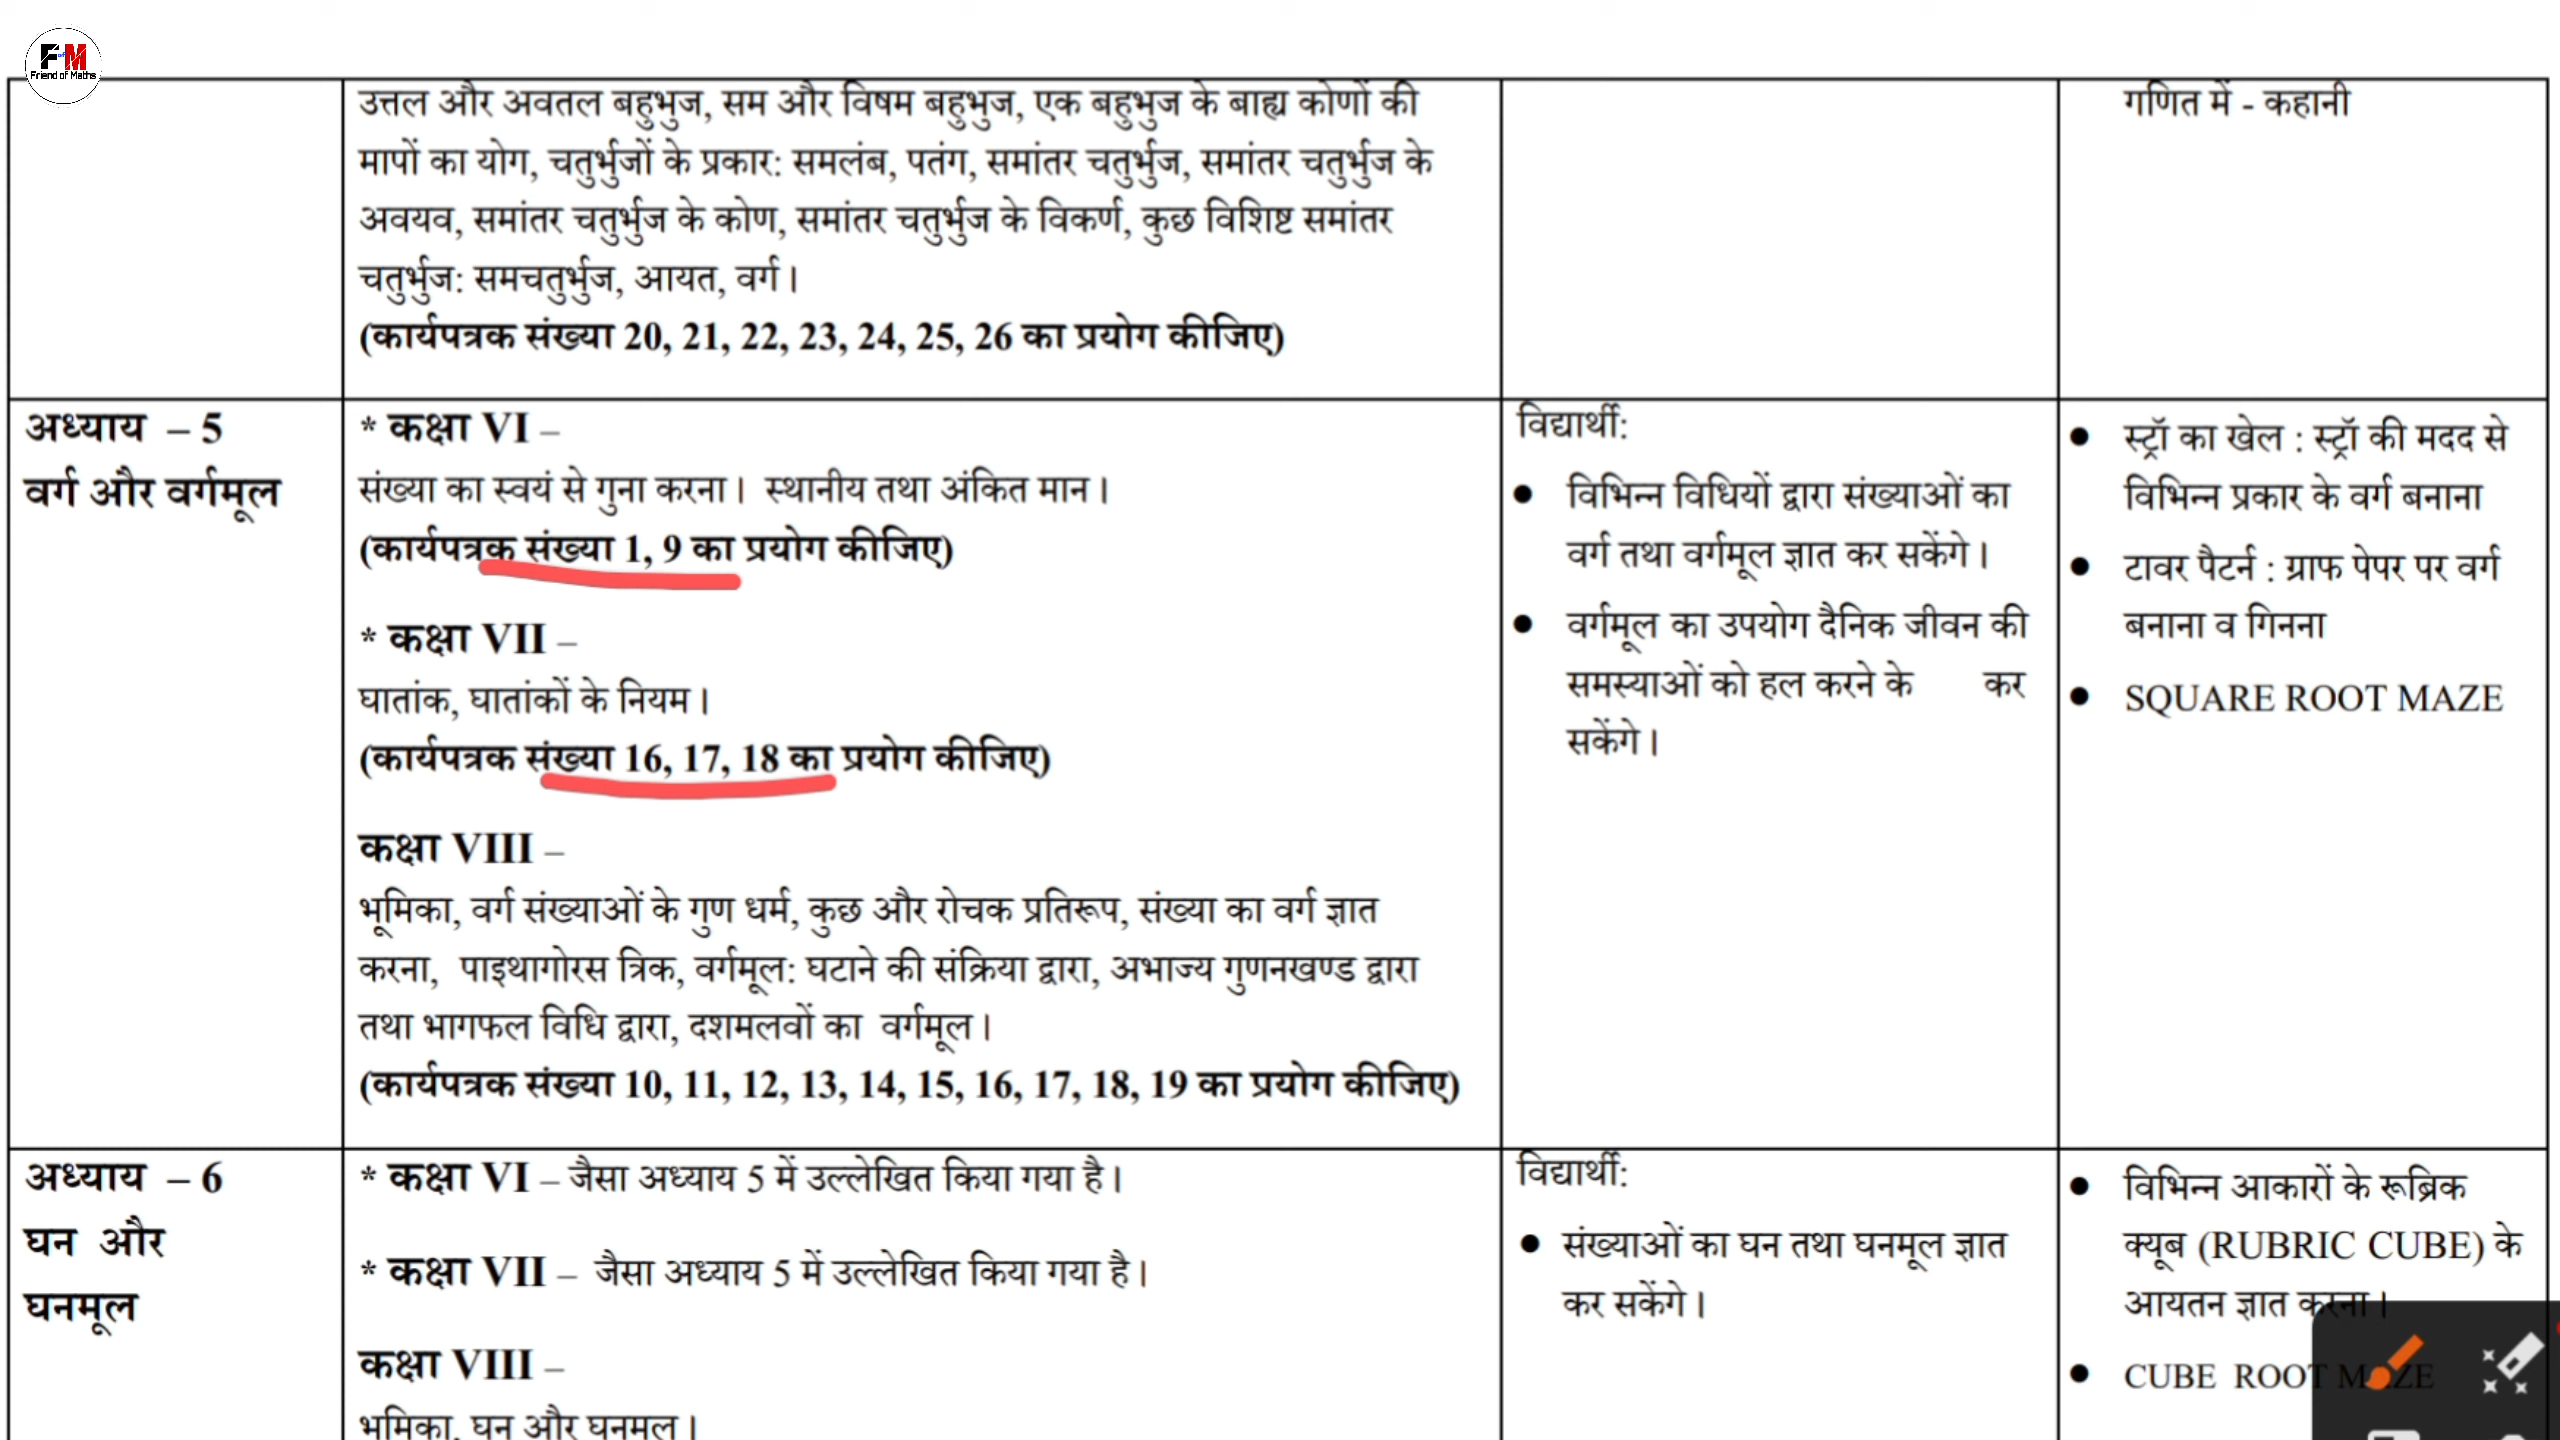 FM
Friend of Maths
उत्तल और अवतल बहुभुज, सम और विषम बहुभुज, एक बहुभुज के बाह्य कोणों की
मापों का योग, चतुर्भुजों के प्रकार: समलंब, पतंग, समांतर चतुर्भुज, समांतर चतुर्भुज के
अवयव, समांतर चतुर्भुज के कोण, समांतर चतुर्भुज के विकर्ण, कुछ विशिष्ट समांतर
चतुर्भुज: समचतुर्भुज, आयत, वर्ग।
(कार्यपत्रक संख्या 20, 21, 22, 23, 24, 25, 26 का प्रयोग कीजिए)
गणित में - कहानी
अध्याय – 5
वर्ग और वर्गमूल
* कक्षा VI –
संख्या का स्वयं से गुना करना। स्थानीय तथा अंकित मान।
(कार्यपत्रक संख्या 1, 9 का प्रयोग कीजिए)
* कक्षा VII –
घातांक, घातांकों के नियम।
(कार्यपत्रक संख्या 16, 17, 18 का प्रयोग कीजिए)
कक्षा VIII –
भूमिका, वर्ग संख्याओं के गुण धर्म, कुछ और रोचक प्रतिरूप, संख्या का वर्ग ज्ञात
करना, पाइथागोरस त्रिक, वर्गमूल: घटाने की संक्रिया द्वारा, अभाज्य गुणनखण्ड द्वारा
तथा भागफल विधि द्वारा, दशमलवों का वर्गमूल।
(कार्यपत्रक संख्या 10, 11, 12, 13, 14, 15, 16, 17, 18, 19 का प्रयोग कीजिए)
विद्यार्थी:
● विभिन्न विधियों द्वारा संख्याओं का
वर्ग तथा वर्गमूल ज्ञात कर सकेंगे।
● वर्गमूल का उपयोग दैनिक जीवन की
समस्याओं को हल करने के कर
सकेंगे।
● स्ट्रॉ का खेल : स्ट्रॉ की मदद से
विभिन्न प्रकार के वर्ग बनाना
● टावर पैटर्न : ग्राफ पेपर पर वर्ग
बनाना व गिनना
● SQUARE ROOT MAZE
अध्याय – 6
घन और
घनमूल
* कक्षा VI – जैसा अध्याय 5 में उल्लेखित किया गया है।
* कक्षा VII – जैसा अध्याय 5 में उल्लेखित किया गया है।
कक्षा VIII –
भूमिका, घन और घनमूल।
विद्यार्थी:
● संख्याओं का घन तथा घनमूल ज्ञात
कर सकेंगे।
● विभिन्न आकारों के रूब्रिक
क्यूब (RUBRIC CUBE) के
आयतन ज्ञात करना।
● CUBE ROOT MAZE